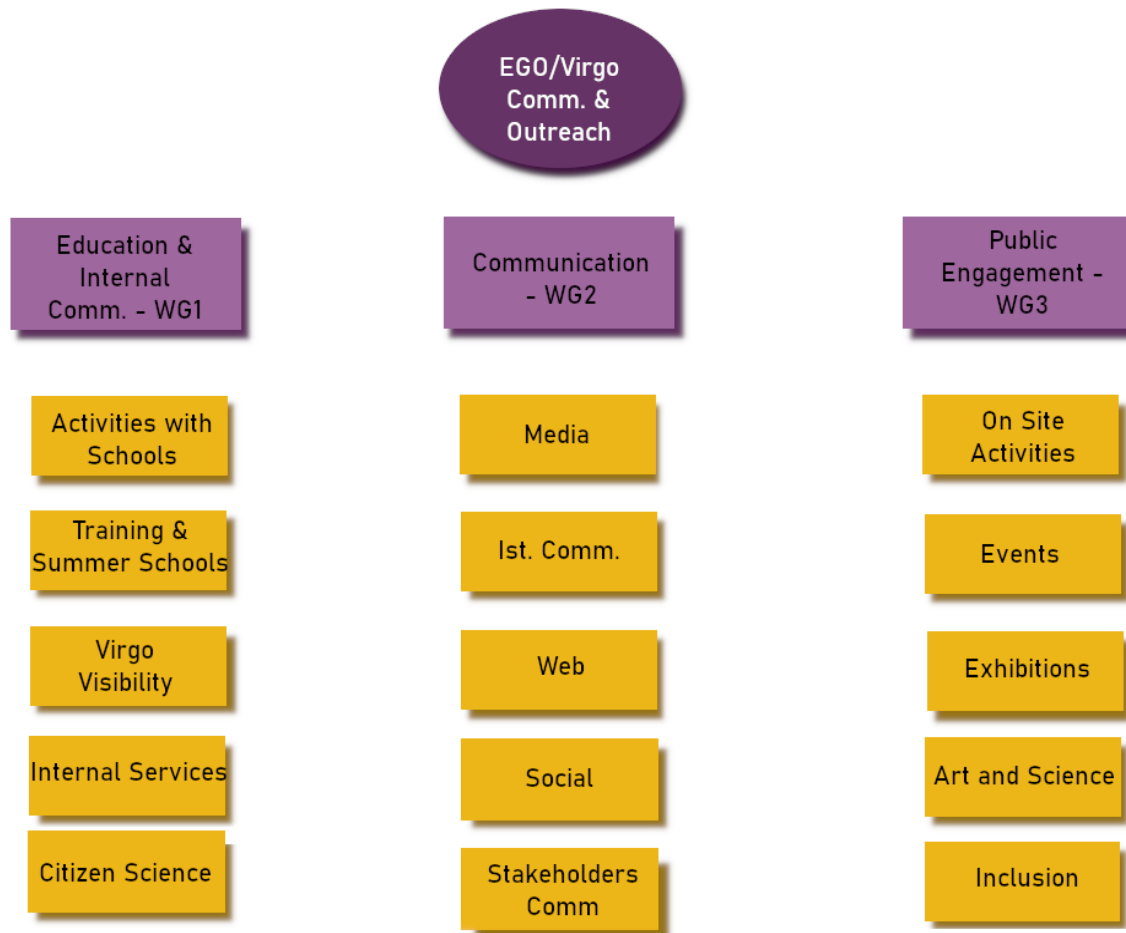 EGO/Virgo
Comm. &
Outreach
Education &
Internal
Comm. - WG1
Communication
- WG2
Public
Engagement -
WG3
Activities with
Schools
Training &
Summer Schools
Virgo
Visibility
Internal Services
Citizen Science
Media
Ist. Comm.
Web
Social
Stakeholders
Comm
On Site
Activities
Events
Exhibitions
Art and Science
Inclusion